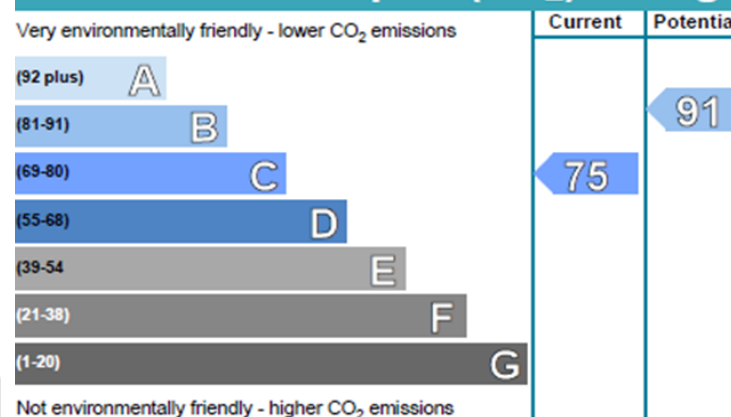 Current Potentia
Very environmentally friendly - lower CO₂ emissions
(92 plus) A
(81-91) B
91
(69-80) C
75
(55-68) D
(39-54 E
(21-38) F
(1-20) G
Not environmentally friendly - higher CO₂ emissions